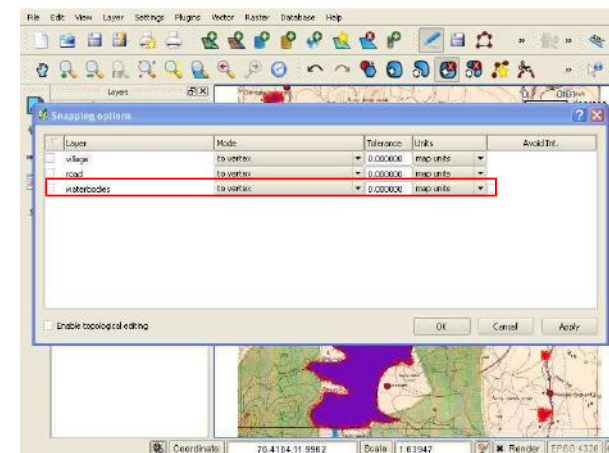 File Edit View Layer Settings Plugins Vector Raster Database Help
Layers
Snapping options
Layer Mode Tolerance Units Avoid Int.
village to vertex 0.000000 map units
road to vertex 0.000000 map units
waterbodies to vertex 0.000000 map units
Enable topological editing
OK Cancel Apply
Coordinate: 76.4164,11.9962 Scale 1:63947 Render EPSG:4326